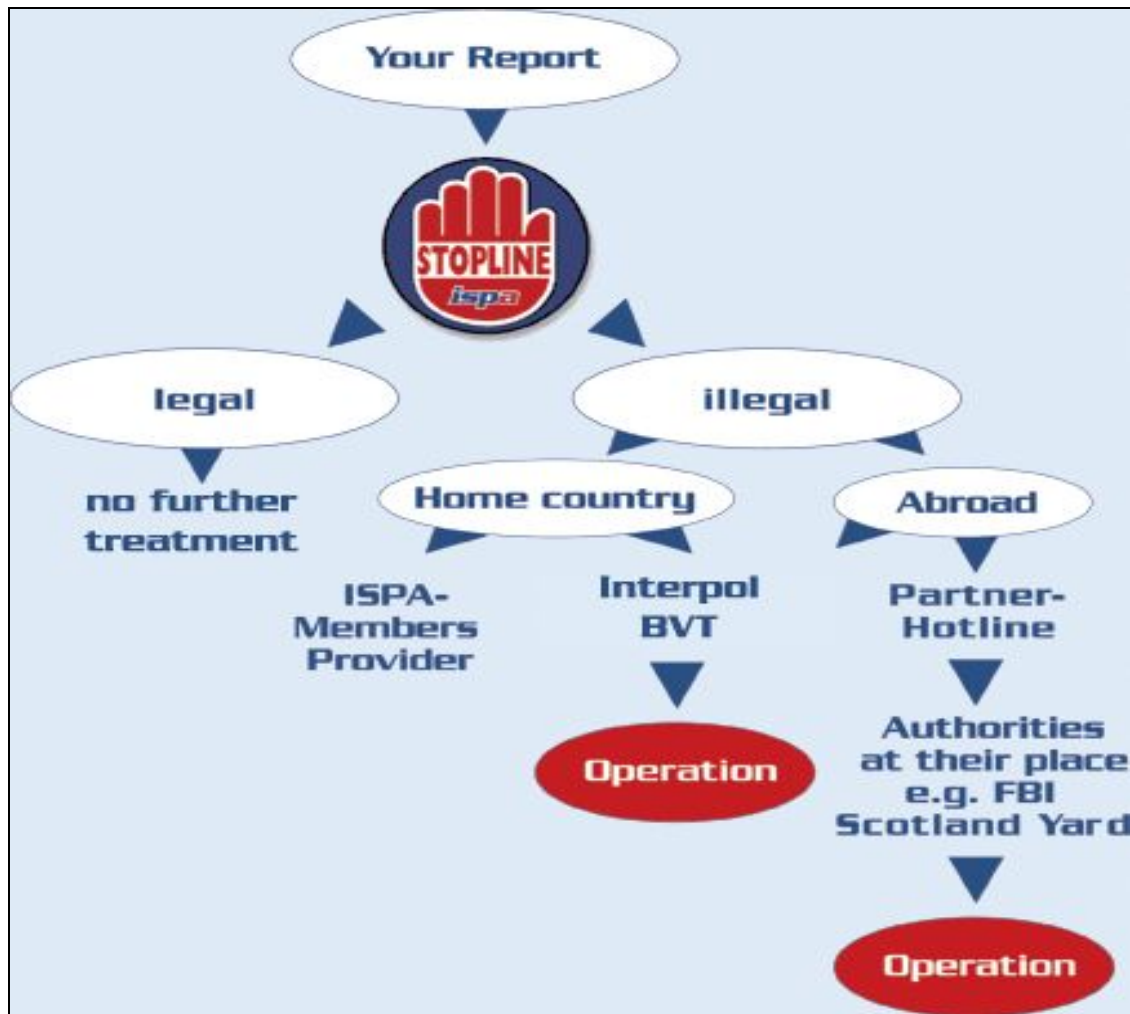 Your Report
STOPLINE
ispa
legal
illegal
no further
treatment
Home country
Abroad
ISPA-
Members
Provider
Interpol
BVT
Partner-
Hotline
Operation
Authorities
at their place
e.g. FBI
Scotland Yard
Operation